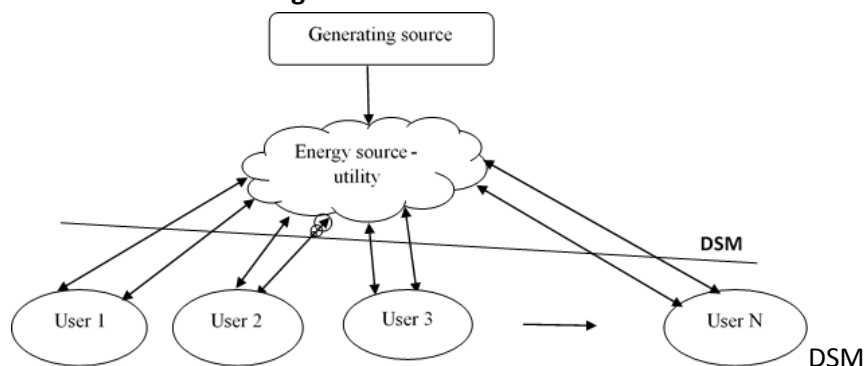 Generating source
Energy source -
utility
DSM
User 1
User 2
User 3
User N
DSM